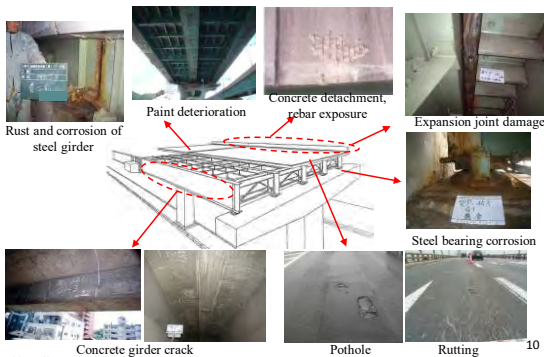 Concrete detachment,
rebar exposure
Paint deterioration
Expansion joint damage
Rust and corrosion of
steel girder
Steel bearing corrosion
Concrete girder crack
Pothole
Rutting
10